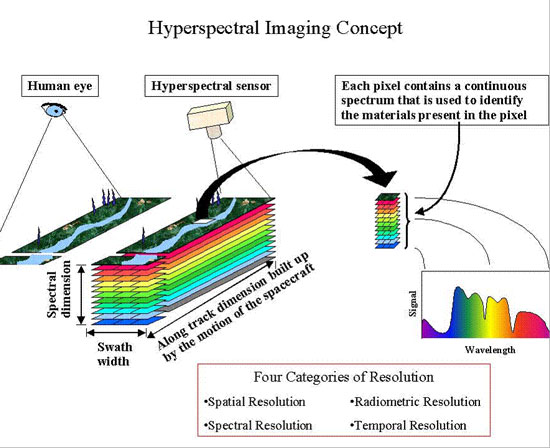 Hyperspectral Imaging Concept
Human eye
Hyperspectral sensor
Each pixel contains a continuous
spectrum that is used to identify
the materials present in the pixel
Spectral
dimension
Swath
width
Along track dimension built up
by the motion of the spacecraft
Signal
Wavelength
Four Categories of Resolution
•Spatial Resolution
•Radiometric Resolution
•Spectral Resolution
•Temporal Resolution